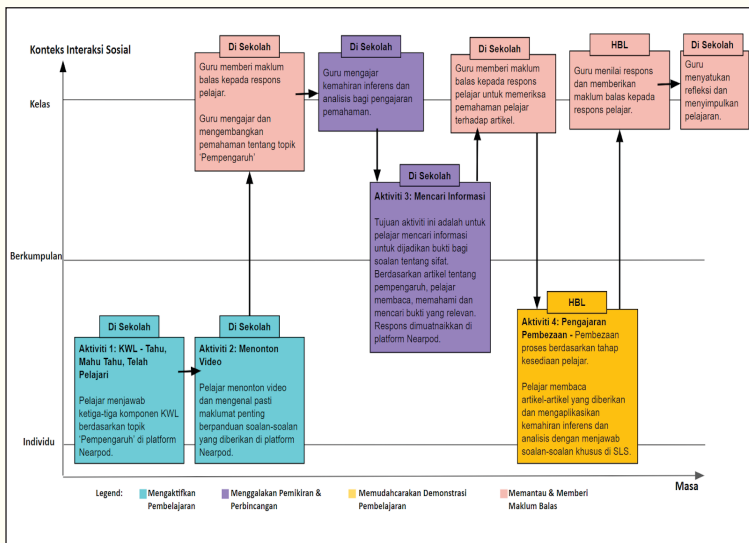 Konteks Interaksi Sosial
Kelas
Berkumpulan
Individu
Masa
Di Sekolah
Aktiviti 1: KWL - Tahu,
Mahu Tahu, Telah
Pelajari
Pelajar menjawab
ketiga-tiga komponen KWL
berdasarkan topik
'Pempengaruh' di platform
Nearpod.
Di Sekolah
Aktiviti 2: Menonton
Video
Pelajar menonton video
dan mengenal pasti
maklumat penting
berpandukan soalan-soalan
yang diberikan di platform
Nearpod.
Di Sekolah
Guru memberi maklum
balas kepada respons
pelajar.
Guru mengajar dan
mengembangkan
pemahaman tentang topik
'Pempengaruh'
Di Sekolah
Guru mengajar
kemahiran inferens dan
analisis bagi pengajaran
pemahaman.
Di Sekolah
Aktiviti 3: Mencari Informasi
Tujuan aktiviti ini adalah untuk
pelajar mencari informasi
untuk dijadikan bukti bagi
soalan tentang sifat.
Berdasarkan artikel tentang
pempengaruh, pelajar
membaca, memahami dan
mencari bukti yang relevan.
Respons dimuatnaikkan di
platform Nearpod.
Di Sekolah
Guru memberi maklum
balas kepada respons
pelajar untuk memeriksa
pemahaman pelajar
terhadap artikel.
HBL
Aktiviti 4: Pengajaran
Pembezaan - Pembezaan
proses berdasarkan tahap
kesediaan pelajar.
Pelajar membaca
artikel-artikel yang diberikan
dan mengaplikasikan
kemahiran inferens dan
analisis dengan menjawab
soalan-soalan khusus di SLS.
HBL
Guru menilai respons
dan memberikan
maklum balas kepada
respons pelajar.
Di Sekolah
Guru
menyatukan
refleksi dan
menyimpulkan
pelajaran.
Legend:
Mengaktifkan
Pembelajaran
Menggalakan Pemikiran &
Perbincangan
Memudahcarakan Demonstrasi
Pembelajaran
Memantau & Memberi
Maklum Balas